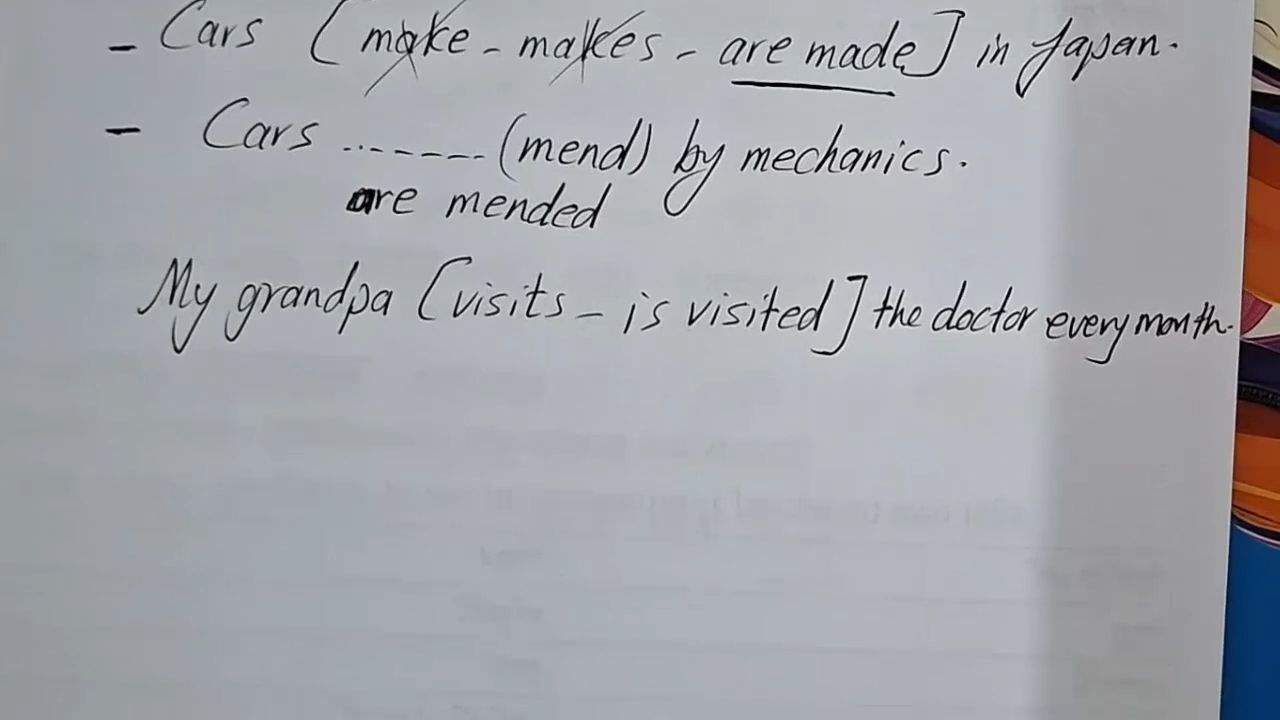 - Cars [make - makes - are made] in Japan.
- Cars ....---- (mend) by mechanics.
are mended
My grandpa [visits - is visited] the doctor every month.